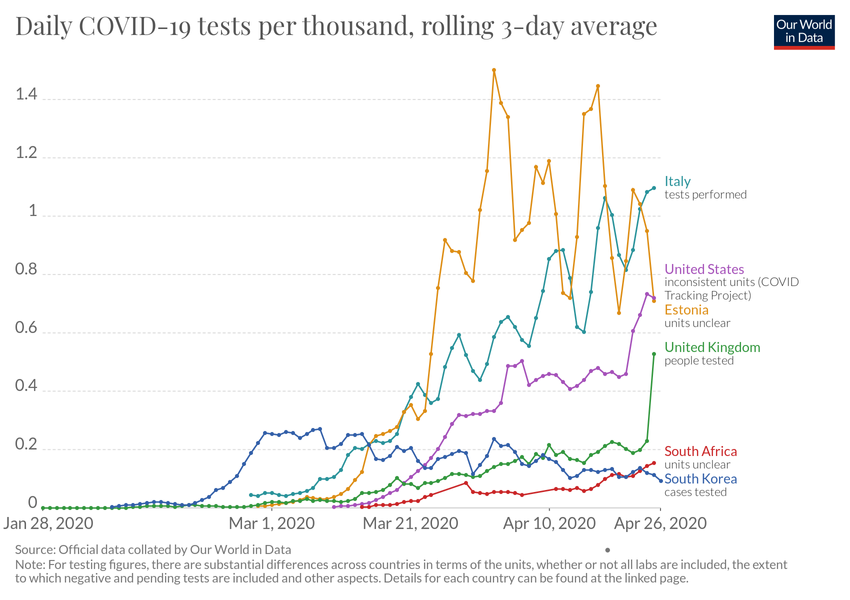 Daily COVID-19 tests per thousand, rolling 3-day average
Our World
in Data
1.4
1.2
1
0.8
0.6
0.4
0.2
0
Italy
tests performed
United States
inconsistent units (COVID
Tracking Project)
Estonia
units unclear
United Kingdom
people tested
South Africa
units unclear
South Korea
cases tested
Jan 28, 2020
Mar 1, 2020
Mar 21, 2020
Apr 10, 2020
Apr 26, 2020
Source: Official data collated by Our World in Data
Note: For testing figures, there are substantial differences across countries in terms of the units, whether or not all labs are included, the extent
to which negative and pending tests are included and other aspects. Details for each country can be found at the linked page.